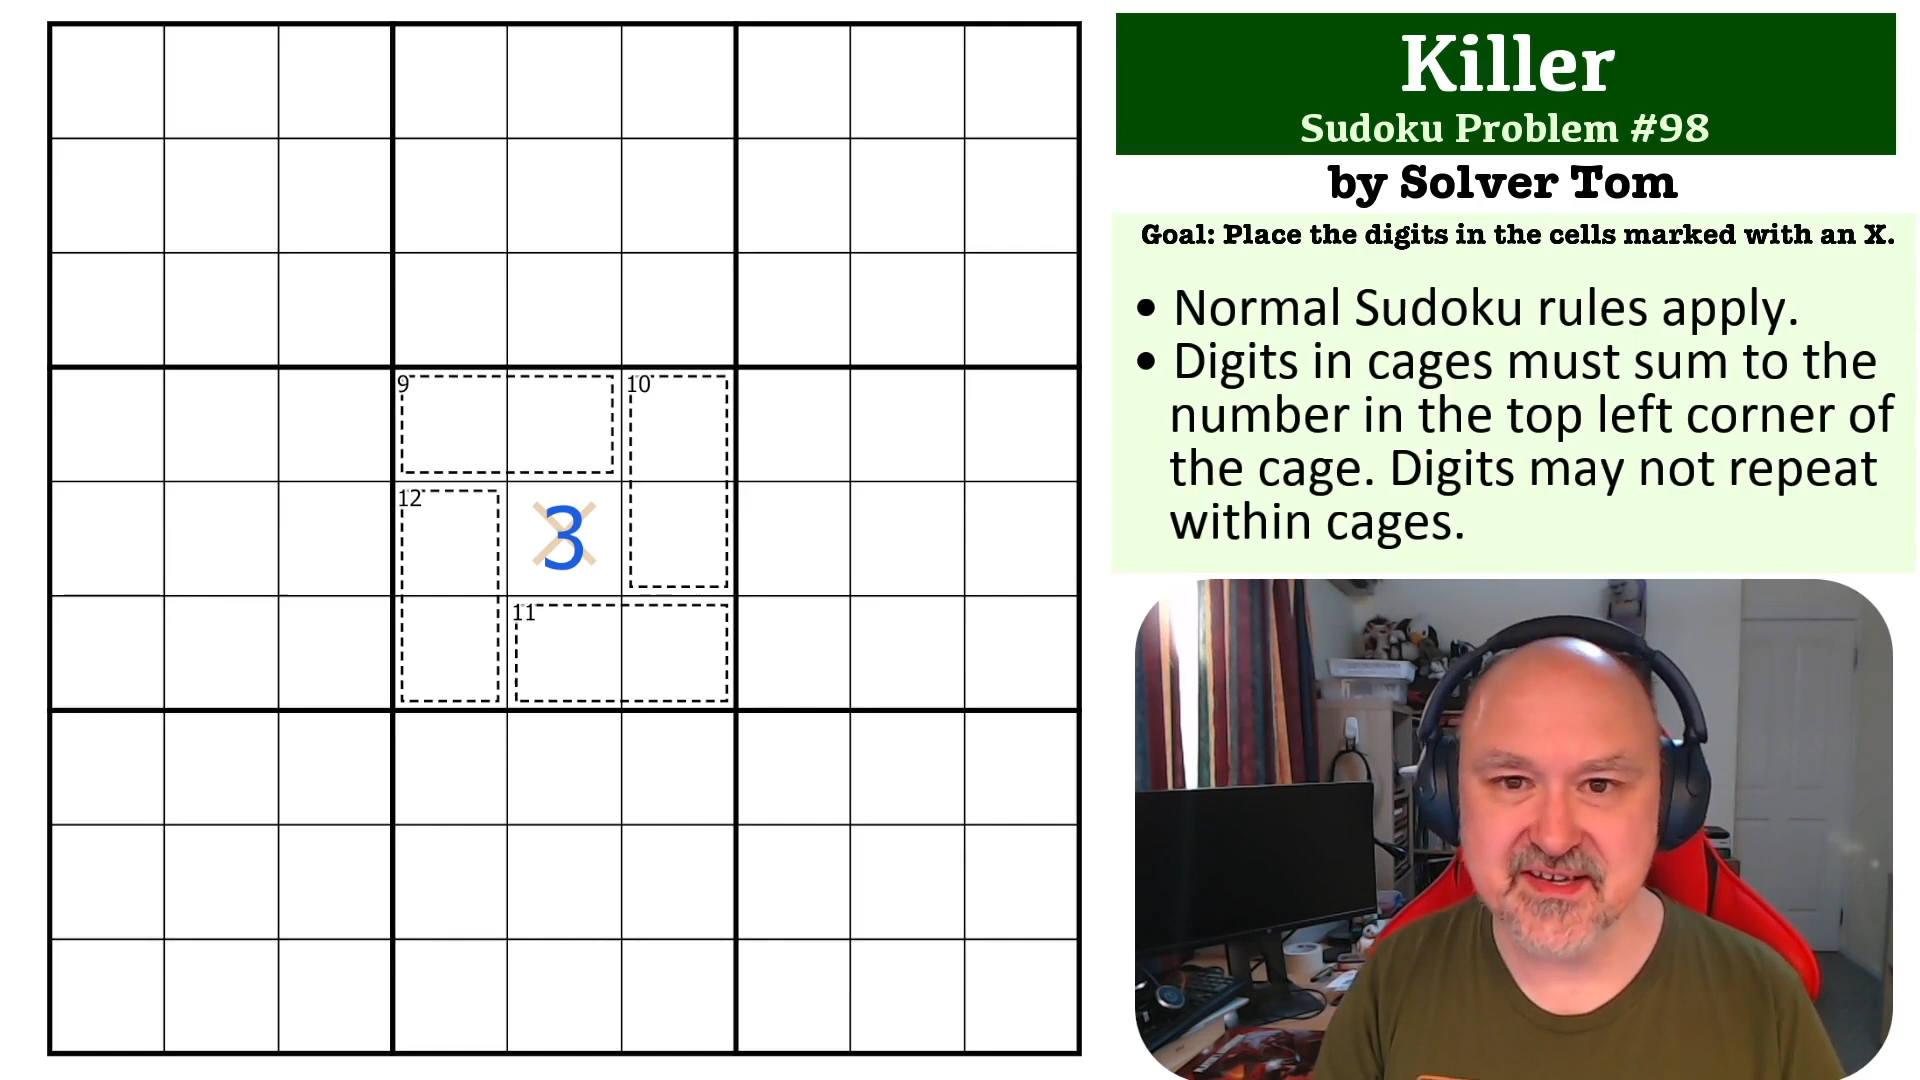 Killer
Sudoku Problem #98
by Solver Tom
Goal: Place the digits in the cells marked with an X.
• Normal Sudoku rules apply.
• Digits in cages must sum to the
number in the top left corner of
the cage. Digits may not repeat
within cages.
9
10
12
3
11